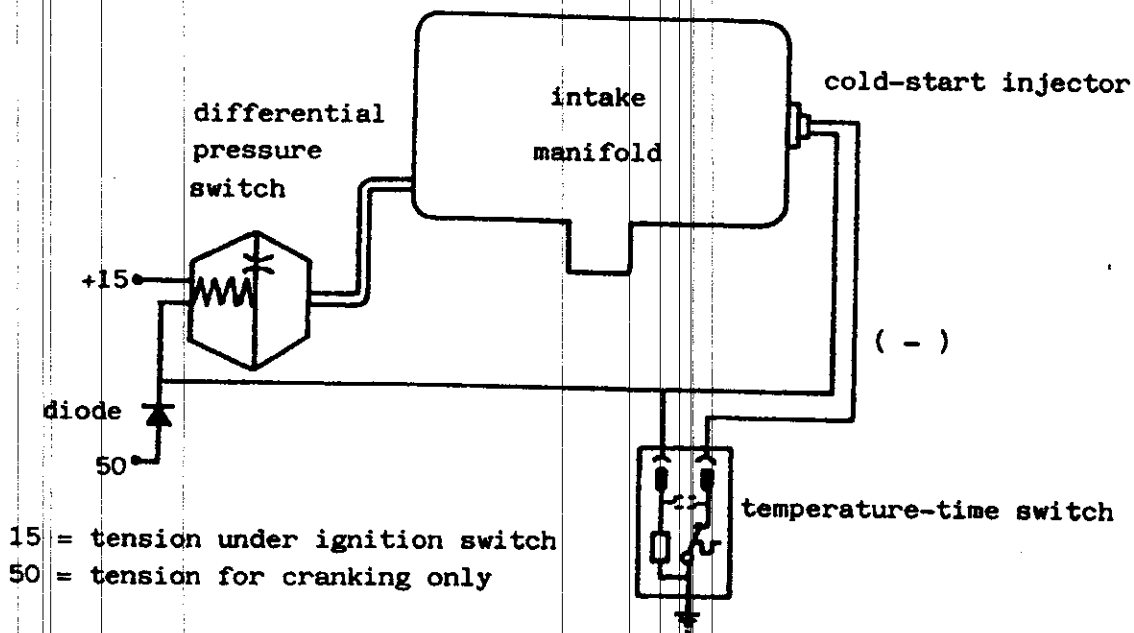 cold-start injector
intake
manifold
differential
pressure
switch
+15
( - )
diode
50
temperature-time switch
15 = tension under ignition switch
50 = tension for cranking only